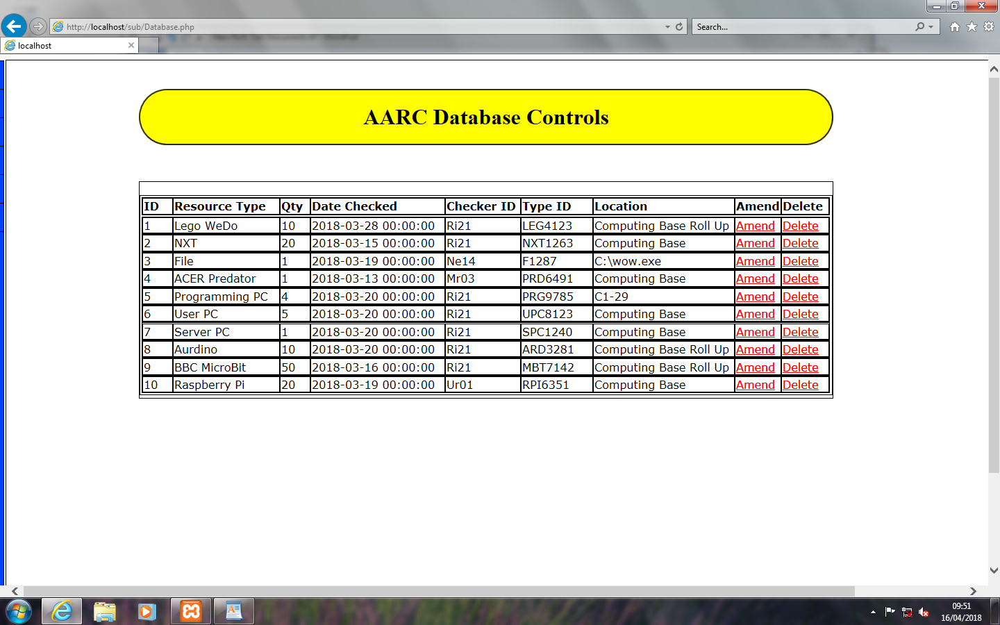 http://localhost/sub/Database.php
Search...
localhost
AARC Database Controls
ID Resource Type Qty Date Checked Checker ID Type ID Location Amend Delete
1 Lego WeDo 10 2018-03-28 00:00:00 Ri21 LEG4123 Computing Base Roll Up Amend Delete
2 NXT 20 2018-03-15 00:00:00 Ri21 NXT1263 Computing Base Amend Delete
3 File 1 2018-03-19 00:00:00 Ne14 F1287 C:\wow.exe Amend Delete
4 ACER Predator 1 2018-03-13 00:00:00 Mr03 PRD6491 Computing Base Amend Delete
5 Programming PC 4 2018-03-20 00:00:00 Ri21 PRG9785 C1-29 Amend Delete
6 User PC 5 2018-03-20 00:00:00 Ri21 UPC8123 Computing Base Amend Delete
7 Server PC 1 2018-03-20 00:00:00 Ri21 SPC1240 Computing Base Amend Delete
8 Aurdino 10 2018-03-20 00:00:00 Ri21 ARD3281 Computing Base Roll Up Amend Delete
9 BBC MicroBit 50 2018-03-16 00:00:00 Ri21 MBT7142 Computing Base Roll Up Amend Delete
10 Raspberry Pi 20 2018-03-19 00:00:00 Ur01 RPI6351 Computing Base Amend Delete
09:51
16/04/2018